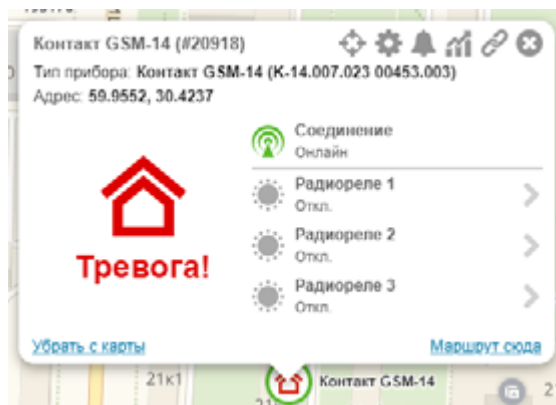 Контакт GSM-14 (#20918)
Тип прибора: Контакт GSM-14 (K-14.007.023 00453.003)
Адрес: 59.9552, 30.4237
Соединение
Онлайн
Радиореле 1
Откл.
Радиореле 2
Откл.
Радиореле 3
Откл.
Тревога!
Убрать с карты
Маршрут сюда
21к1
Контакт GSM-14